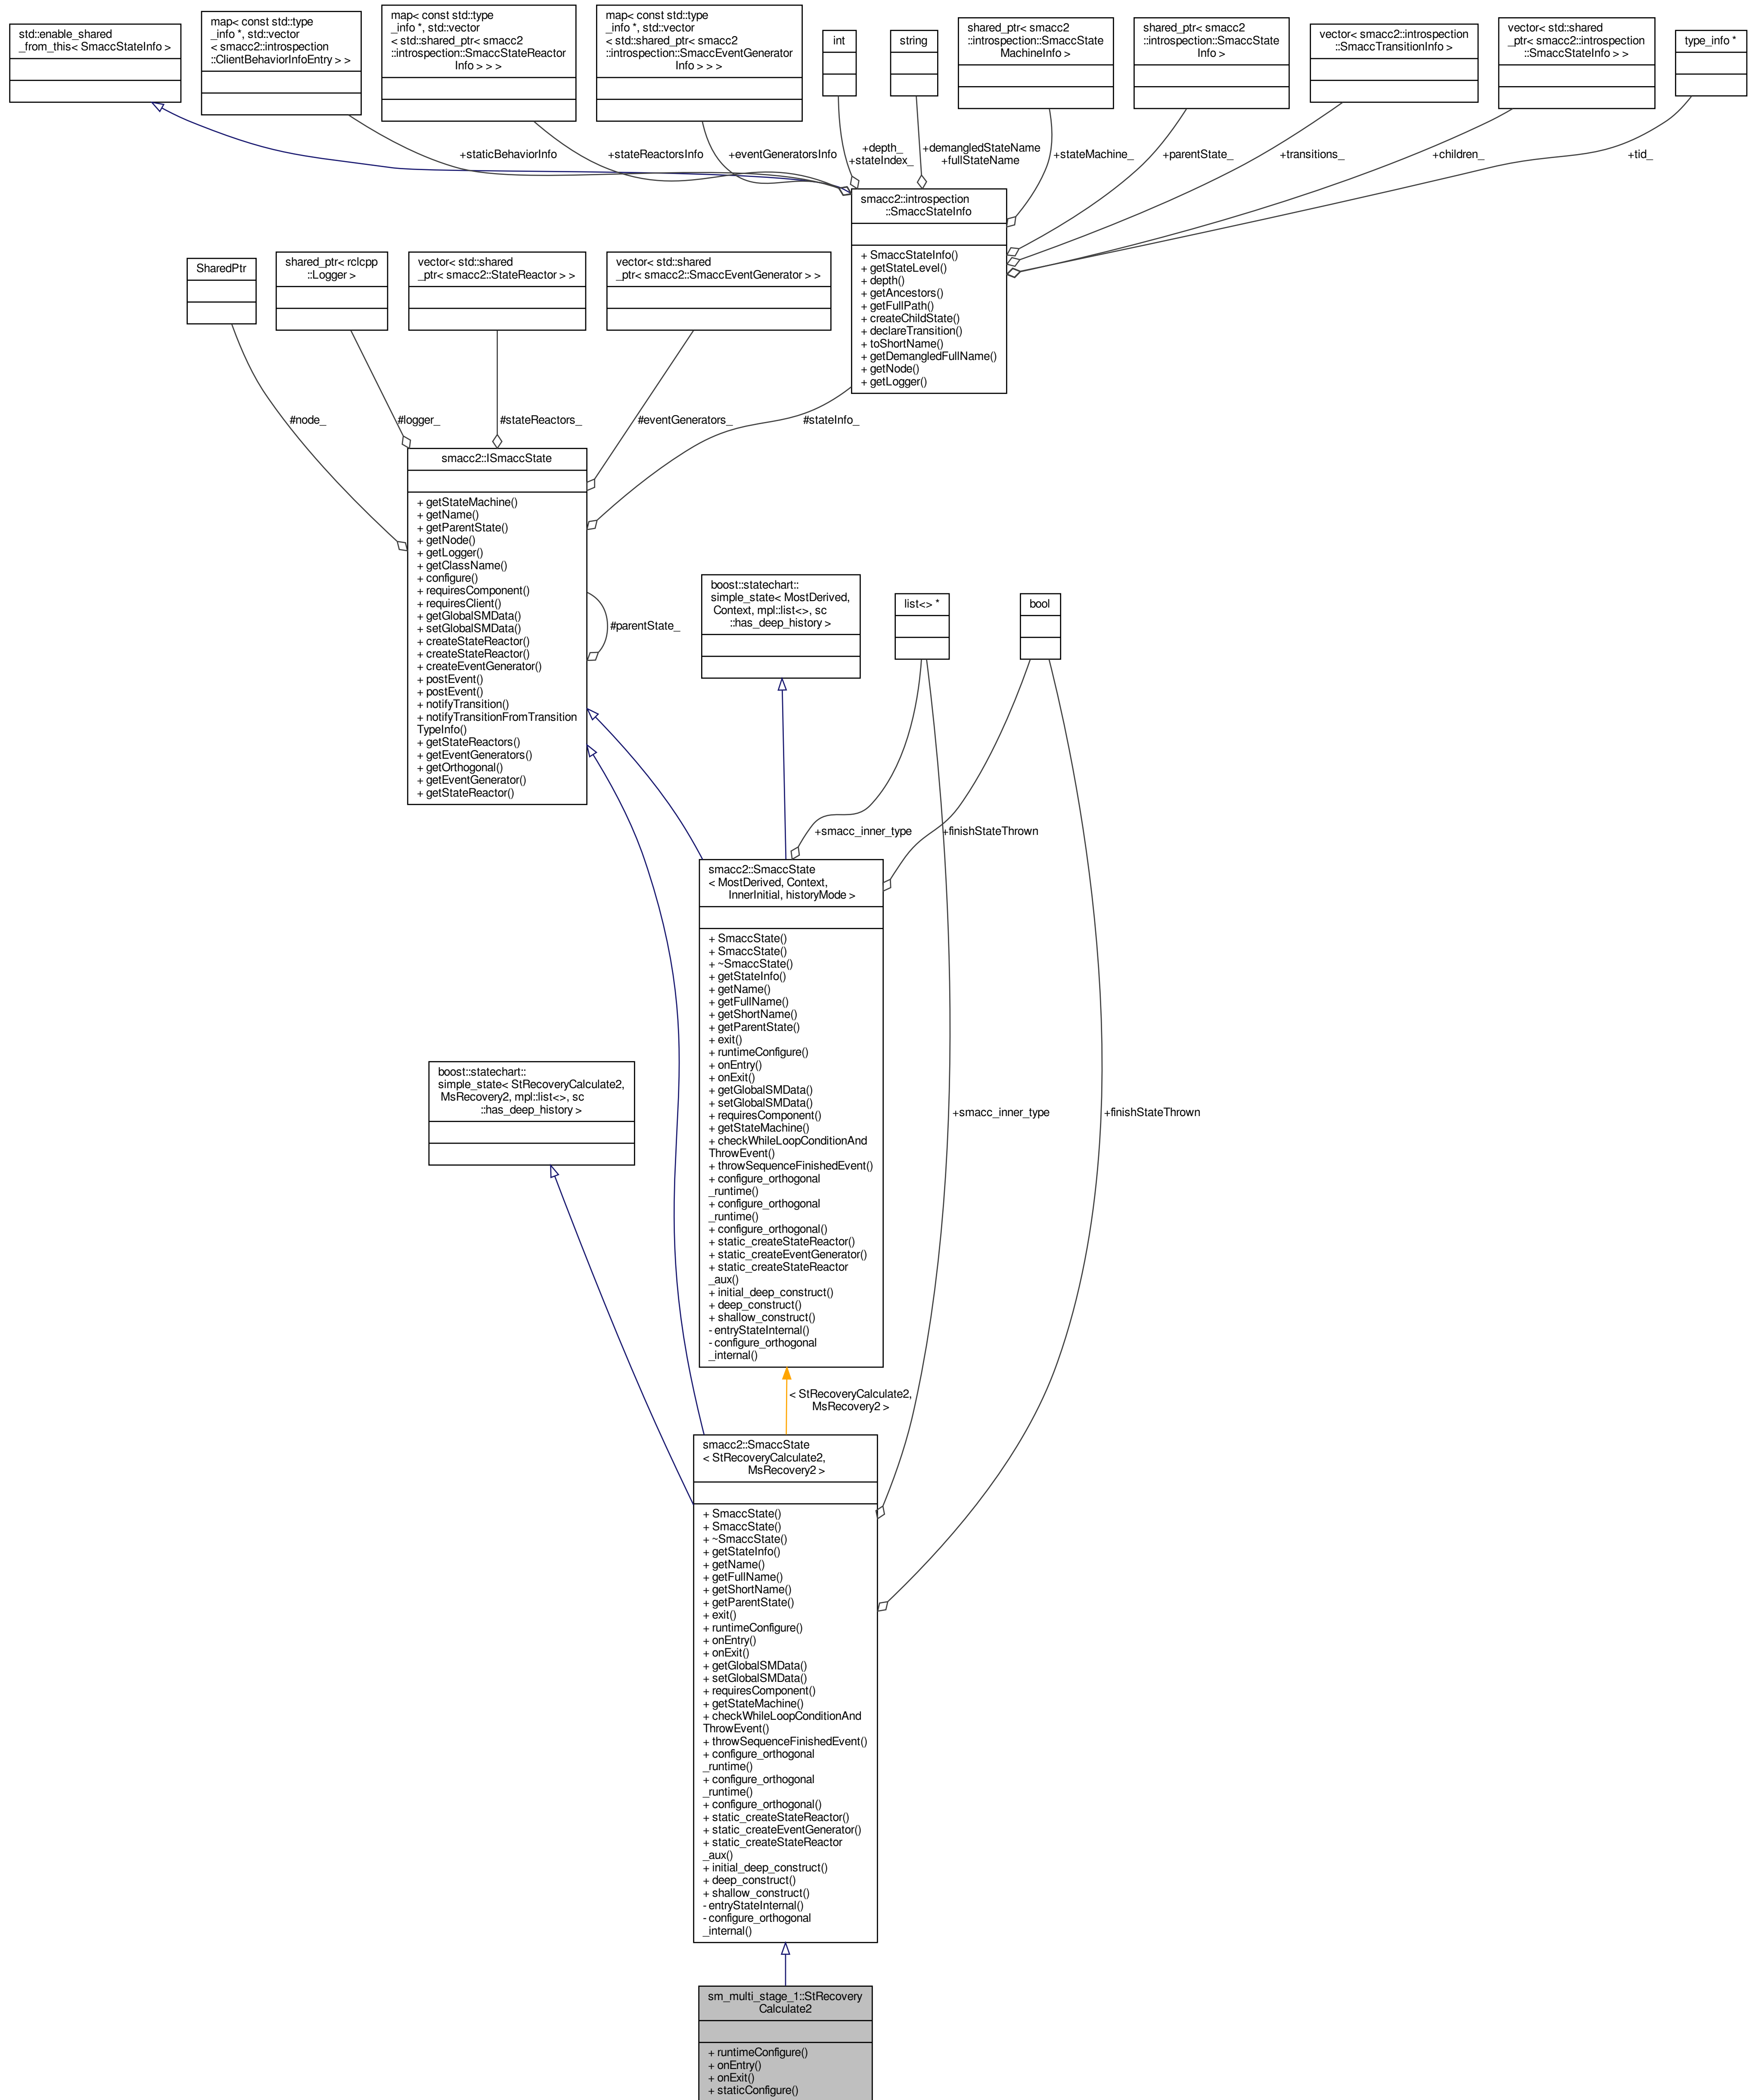 std::enable_shared
_from_this< SmaccStateInfo >
map< const std::type
_info *, std::vector
< smacc2::introspection
::ClientBehaviorInfoEntry > >
map< const std::type
_info *, std::vector
< std::shared_ptr< smacc2
::introspection::SmaccStateReactor
Info > > >
map< const std::type
_info *, std::vector
< std::shared_ptr< smacc2
::introspection::SmaccEventGenerator
Info > > >
int
string
shared_ptr< smacc2
::introspection::SmaccState
MachineInfo >
shared_ptr< smacc2
::introspection::SmaccState
Info >
vector< smacc2::introspection
::SmaccTransitionInfo >
vector< std::shared
_ptr< smacc2::introspection
::SmaccStateInfo > >
type_info *
+staticBehaviorInfo
+stateReactorsInfo
+eventGeneratorsInfo
+depth_
+stateIndex_
+demangledStateName
+fullStateName
+stateMachine_
+parentState_
+transitions_
+children_
+tid_
smacc2::introspection
::SmaccStateInfo
+ SmaccStateInfo()
+ getStateLevel()
+ depth()
+ getAncestors()
+ getFullPath()
+ createChildState()
+ declareTransition()
+ toShortName()
+ getDemangledFullName()
+ getNode()
+ getLogger()
SharedPtr
shared_ptr< rclcpp
::Logger >
vector< std::shared
_ptr< smacc2::StateReactor > >
vector< std::shared
_ptr< smacc2::SmaccEventGenerator > >
#node_
#logger_
#stateReactors_
#eventGenerators_
#stateInfo_
smacc2::ISmaccState
+ getStateMachine()
+ getName()
+ getParentState()
+ getNode()
+ getLogger()
+ getClassName()
+ configure()
+ requiresComponent()
+ requiresClient()
+ getGlobalSMData()
+ setGlobalSMData()
+ createStateReactor()
+ createStateReactor()
+ createEventGenerator()
+ postEvent()
+ postEvent()
+ notifyTransition()
+ notifyTransitionFromTransition
TypeInfo()
+ getStateReactors()
+ getEventGenerators()
+ getOrthogonal()
+ getEventGenerator()
+ getStateReactor()
#parentState_
boost::statechart::
simple_state< MostDerived,
Context, mpl::list<>, sc
::has_deep_history >
list<> *
bool
+smacc_inner_type
+finishStateThrown
smacc2::SmaccState
< MostDerived, Context,
InnerInitial, historyMode >
+ SmaccState()
+ SmaccState()
+ ~SmaccState()
+ getStateInfo()
+ getName()
+ getFullName()
+ getShortName()
+ getParentState()
+ exit()
+ runtimeConfigure()
+ onEntry()
+ onExit()
+ getGlobalSMData()
+ setGlobalSMData()
+ requiresComponent()
+ getStateMachine()
+ checkWhileLoopConditionAnd
ThrowEvent()
+ throwSequenceFinishedEvent()
+ configure_orthogonal
_runtime()
+ configure_orthogonal
_runtime()
+ configure_orthogonal()
+ static_createStateReactor()
+ static_createEventGenerator()
+ static_createStateReactor
_aux()
+ initial_deep_construct()
+ deep_construct()
+ shallow_construct()
- entryStateInternal()
- configure_orthogonal
_internal()
boost::statechart::
simple_state< StRecoveryCalculate2,
MsRecovery2, mpl::list<>, sc
::has_deep_history >
+smacc_inner_type
+finishStateThrown
< StRecoveryCalculate2,
MsRecovery2 >
smacc2::SmaccState
< StRecoveryCalculate2,
MsRecovery2 >
+ SmaccState()
+ SmaccState()
+ ~SmaccState()
+ getStateInfo()
+ getName()
+ getFullName()
+ getShortName()
+ getParentState()
+ exit()
+ runtimeConfigure()
+ onEntry()
+ onExit()
+ getGlobalSMData()
+ setGlobalSMData()
+ requiresComponent()
+ getStateMachine()
+ checkWhileLoopConditionAnd
ThrowEvent()
+ throwSequenceFinishedEvent()
+ configure_orthogonal
_runtime()
+ configure_orthogonal
_runtime()
+ configure_orthogonal()
+ static_createStateReactor()
+ static_createEventGenerator()
+ static_createStateReactor
_aux()
+ initial_deep_construct()
+ deep_construct()
+ shallow_construct()
- entryStateInternal()
- configure_orthogonal
_internal()
sm_multi_stage_1::StRecovery
Calculate2
+ runtimeConfigure()
+ onEntry()
+ onExit()
+ staticConfigure()